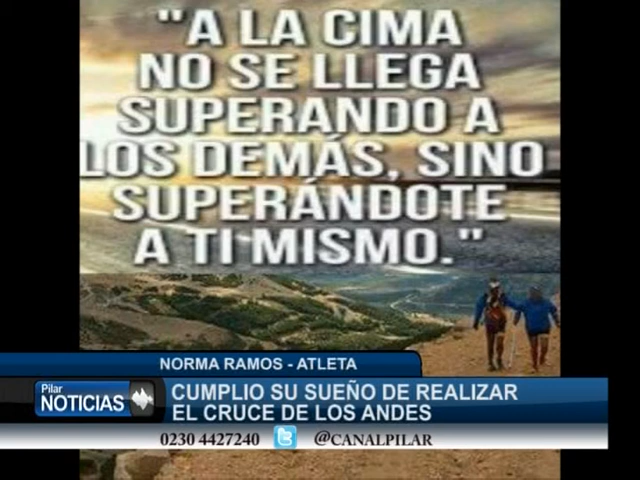 "A LA CIMA
NO SE LLEGA
SUPERANDO A
LOS DEMÁS, SINO
SUPERÁNDOTE
A TI MISMO."
NORMA RAMOS - ATLETA
Pilar
NOTICIAS
CUMPLIO SU SUEÑO DE REALIZAR
EL CRUCE DE LOS ANDES
0230 4427240
@CANALPILAR